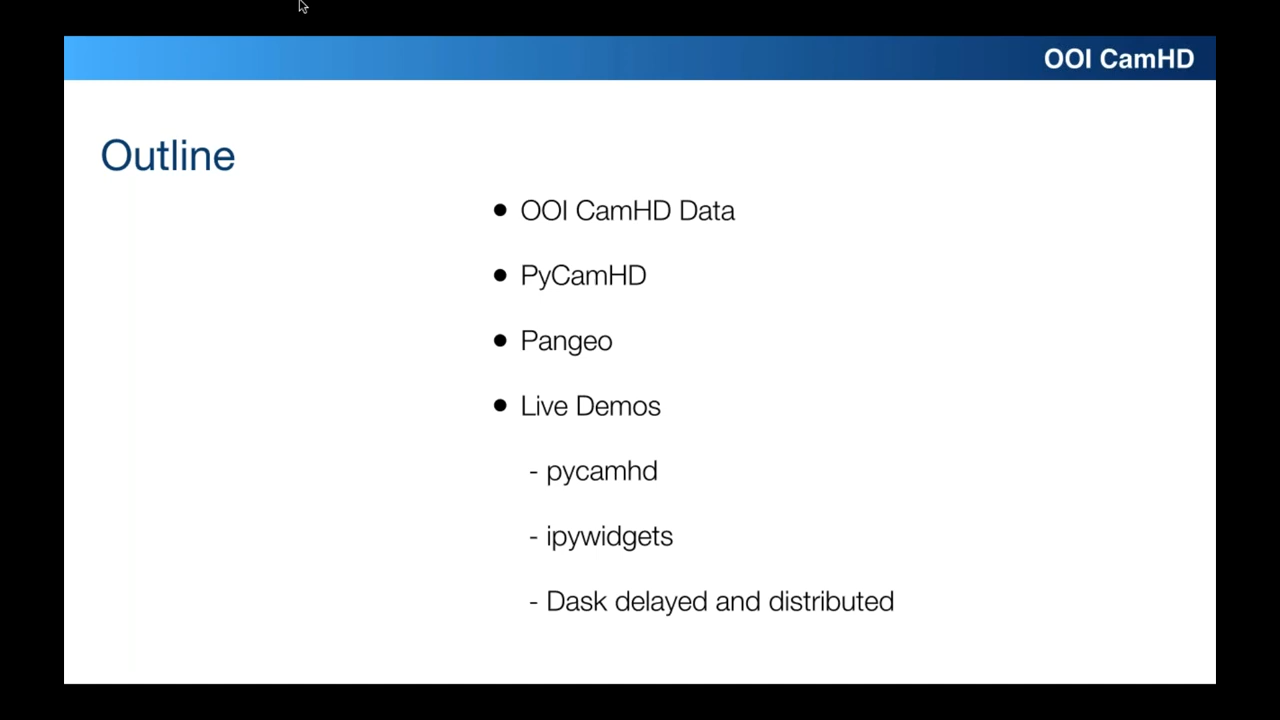 OOI CamHD
Outline
• OOI CamHD Data
• PyCamHD
• Pangeo
• Live Demos
- pycamhd
- ipywidgets
- Dask delayed and distributed